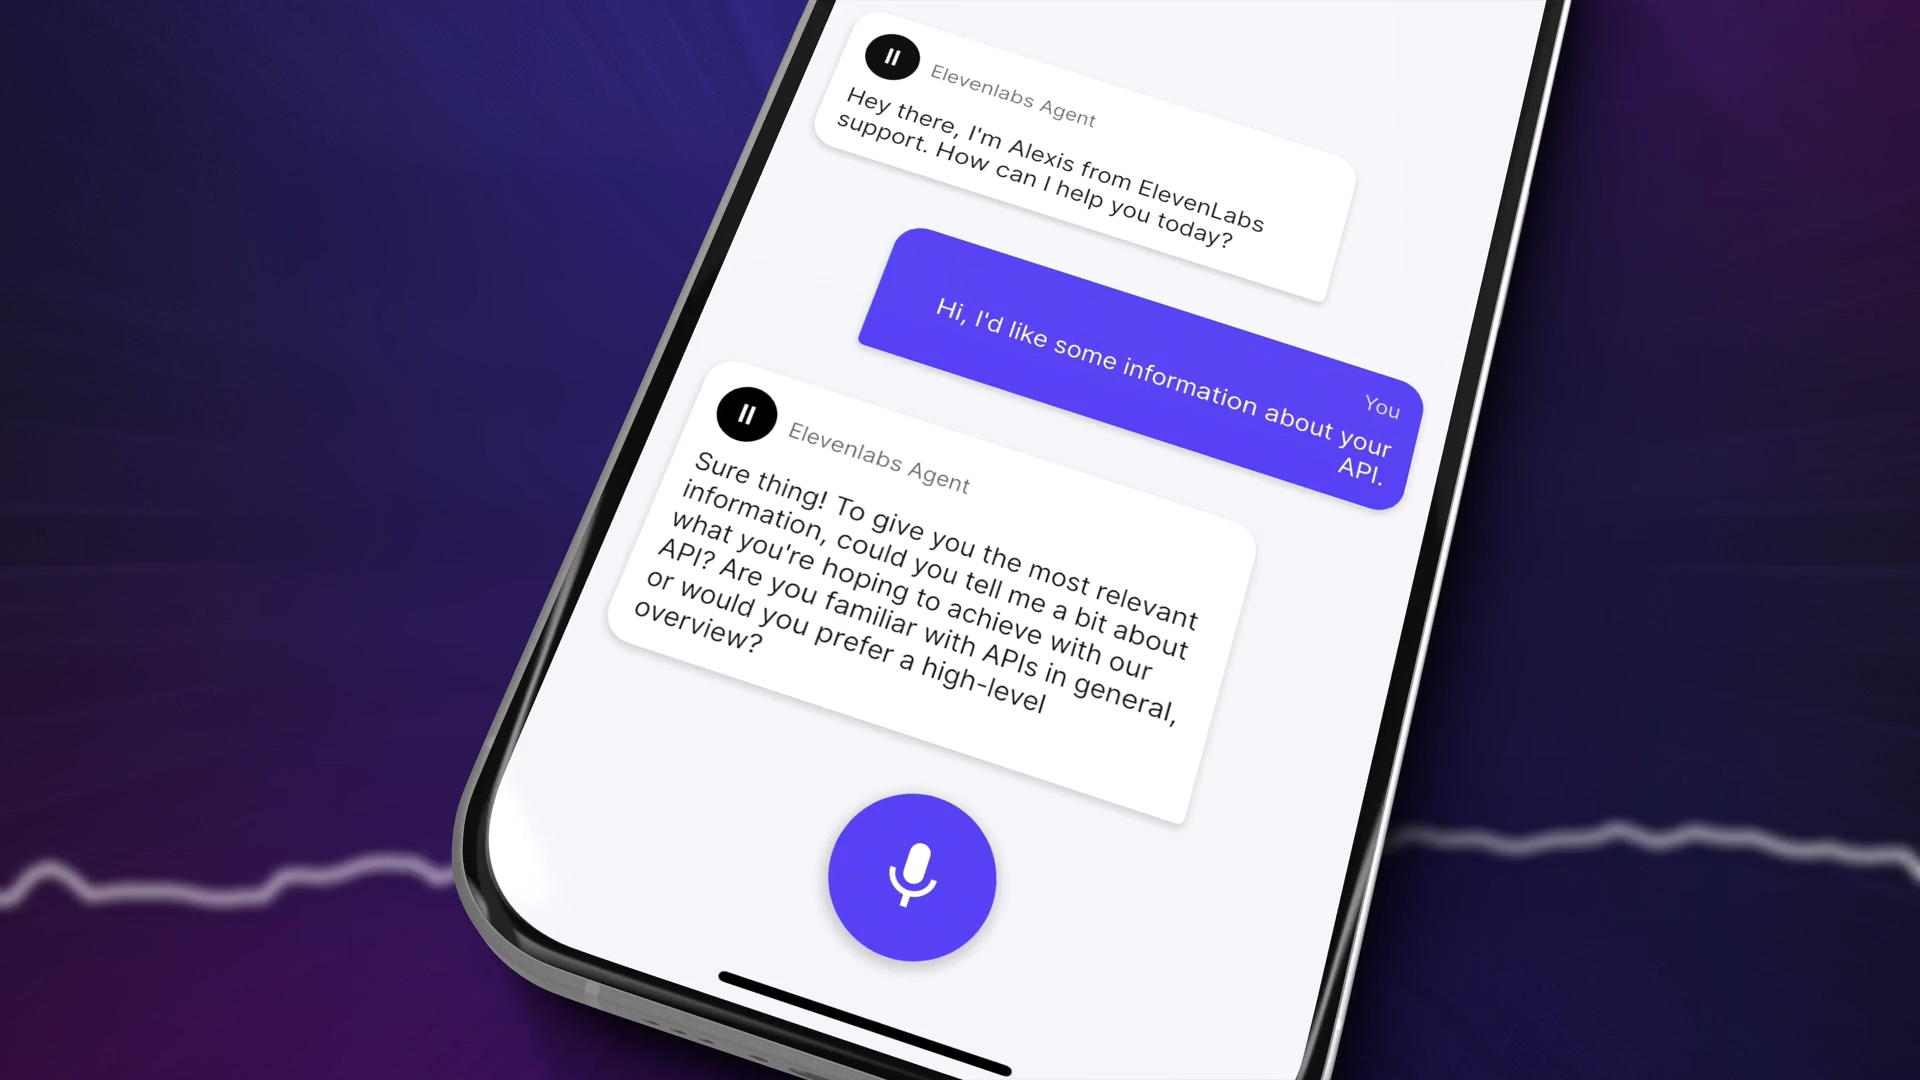 Elevenlabs Agent
Hey there, I'm Alexis from ElevenLabs
support. How can I help you today?
You
Hi, I'd like some information about your
API.
Elevenlabs Agent
Sure thing! To give you the most relevant
information, could you tell me a bit about
what you're hoping to achieve with our
API? Are you familiar with APIs in general,
or would you prefer a high-level
overview?